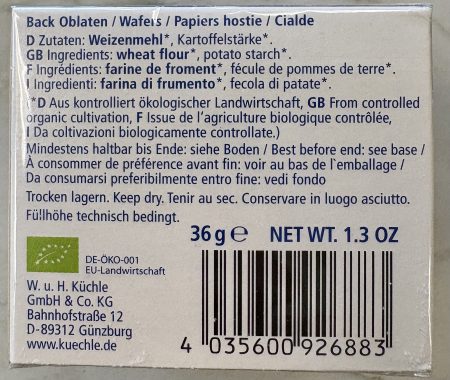 Back Oblaten / Wafers / Papiers hostie / Cialde
D Zutaten: Weizenmehl*, Kartoffelstärke*.
GB Ingredients: wheat flour*, potato starch*.
F Ingrédients: farine de froment*, fécule de pommes de terre*.
I Ingredienti: farina di frumento*, fecola di patate*.
(*D Aus kontrolliert ökologischer Landwirtschaft, GB From controlled
organic cultivation, F Issue de l'agriculture biologique contrôlée,
I Da coltivazioni biologicamente controllate.)
Mindestens haltbar bis Ende: siehe Boden / Best before end: see base /
À consommer de préférence avant fin: voir au bas de l`emballage /
Da consumarsi preferibilmente entro fine: vedi fondo
Trocken lagern. Keep dry. Tenir au sec. Conservare in luogo asciutto.
Füllhöhe technisch bedingt.
36 g e NET WT. 1.3 OZ
DE-ÖKO-001
EU-Landwirtschaft
W. u. H. Küchle
GmbH & Co. KG
Bahnhofstraße 12
D-89312 Günzburg
www.kuechle.de
4 035600 926883